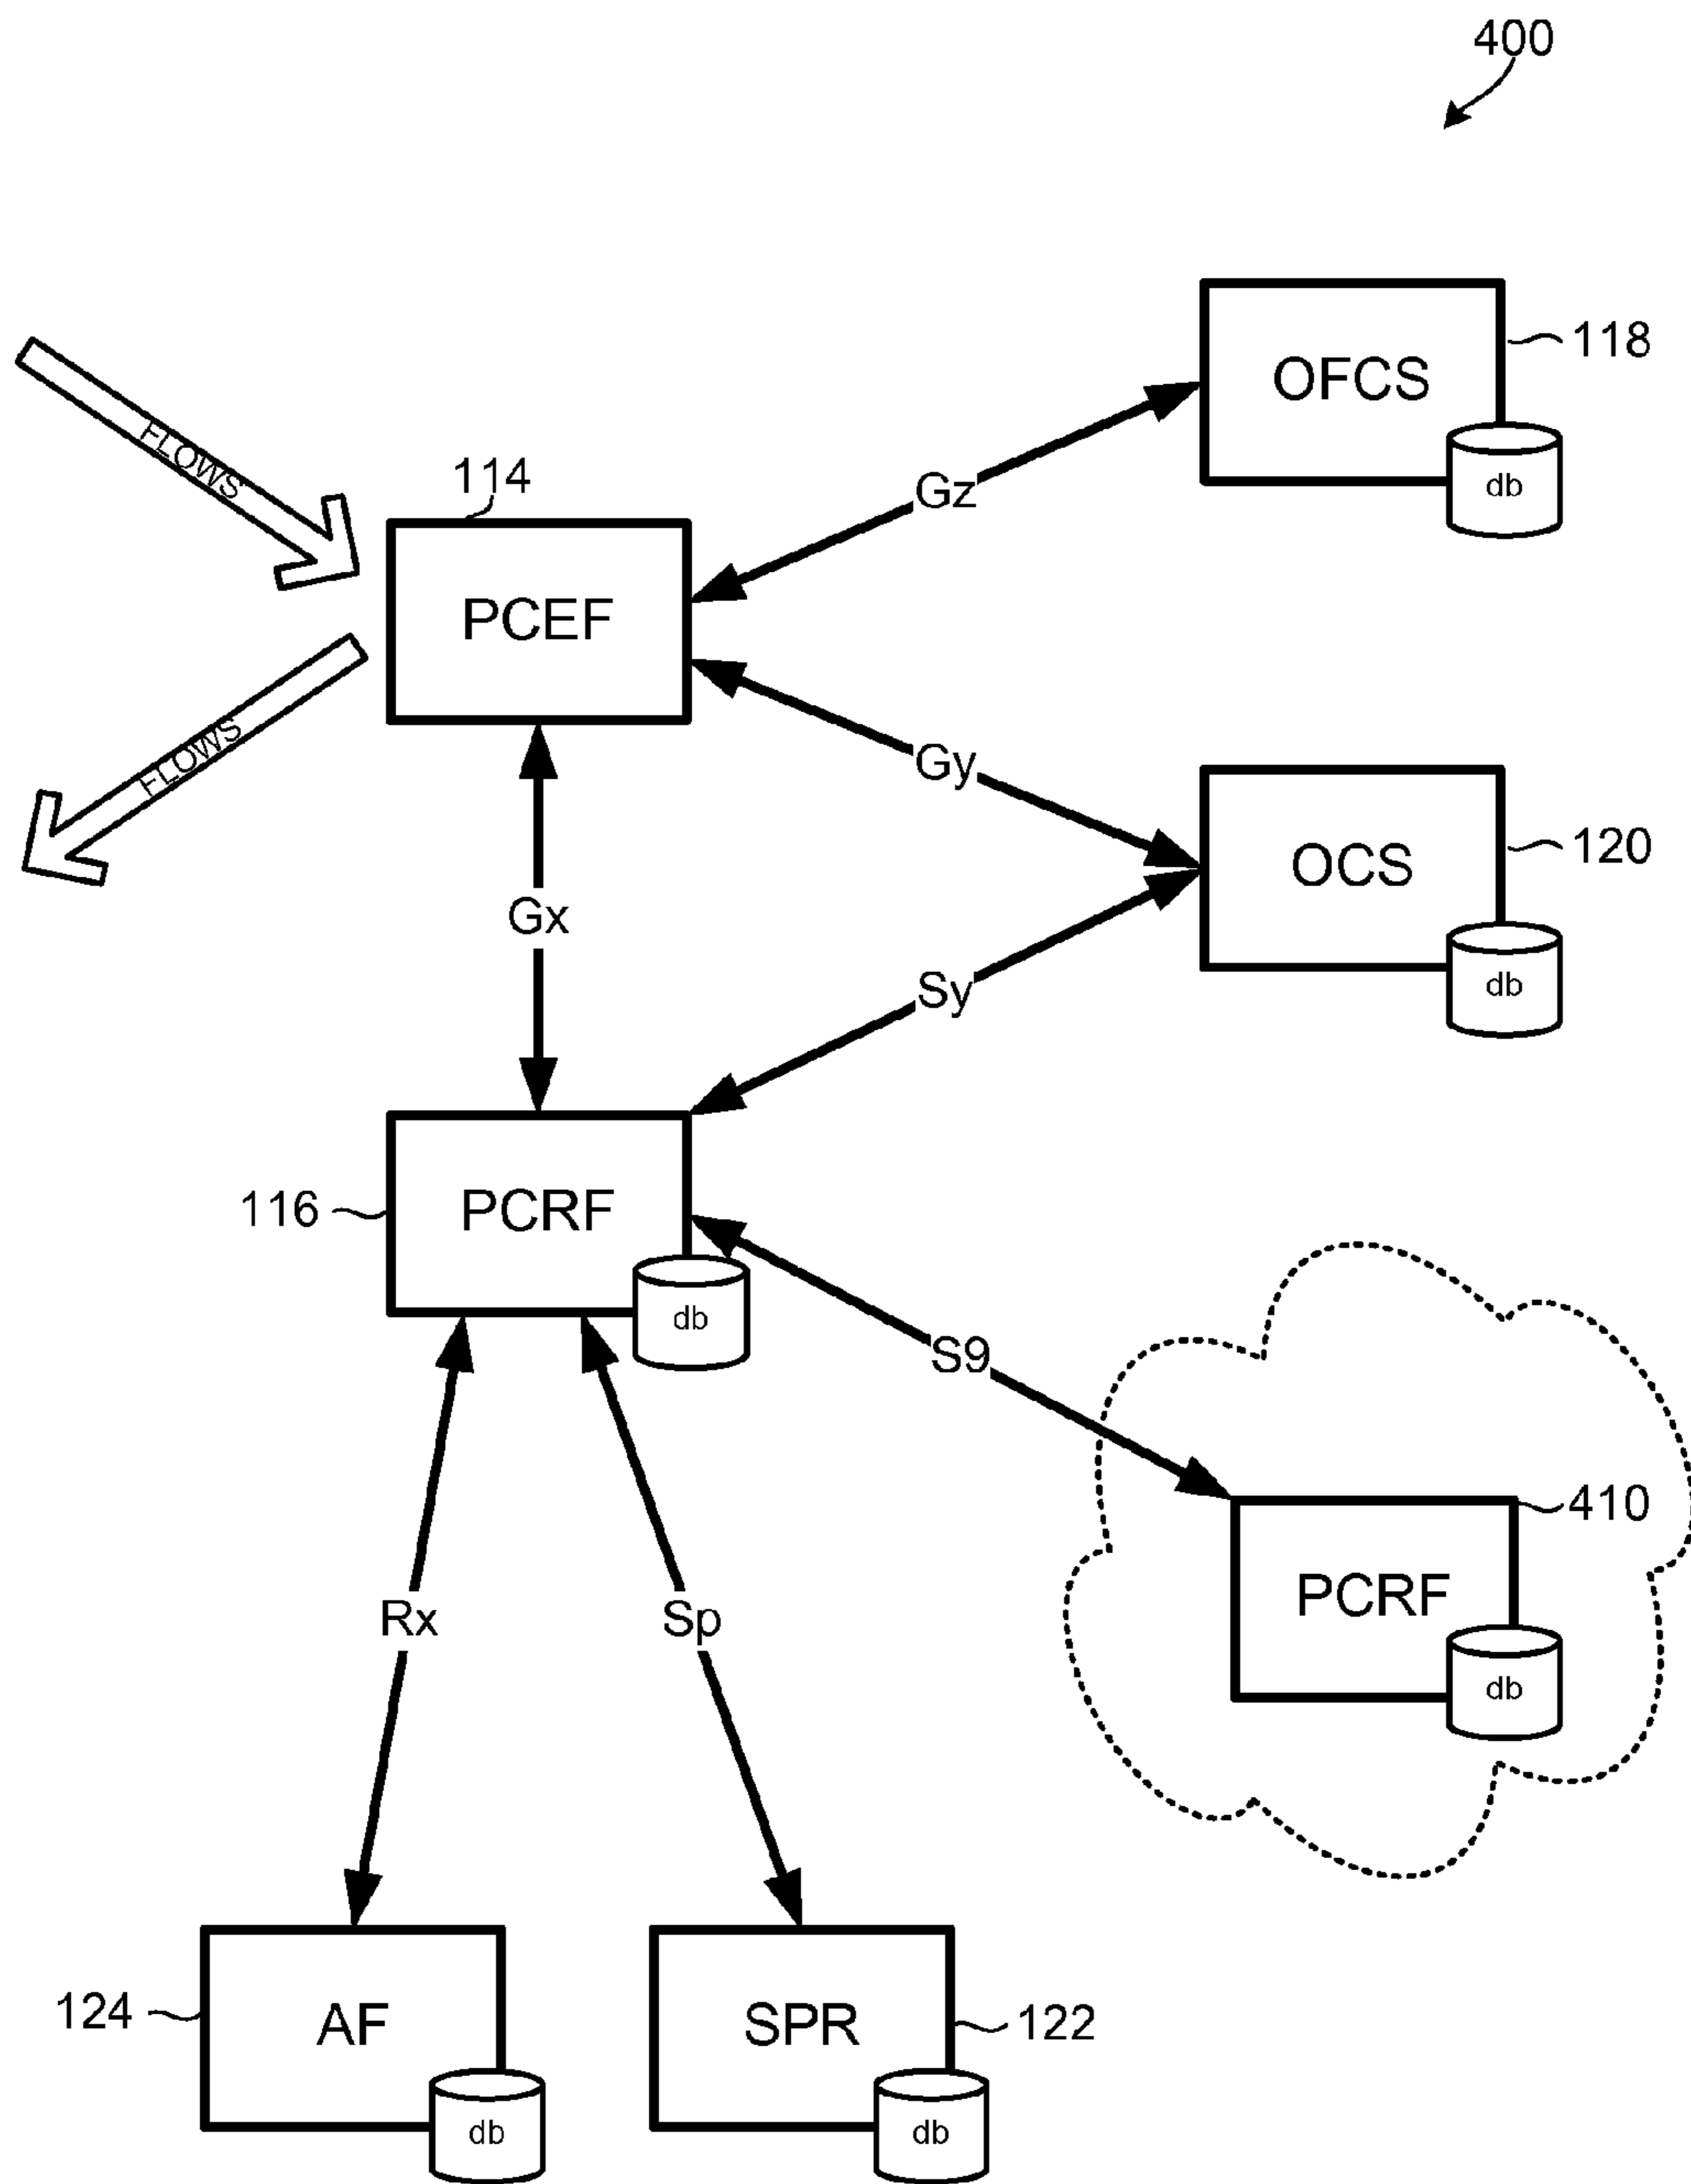 400
OFCS
118
db
FLOWS
114
Gz
PCEF
FLOWS
Gy
OCS
120
db
Gx
Sy
116
PCRF
db
S9
410
PCRF
db
Rx
Sp
124
AF
db
SPR
122
db